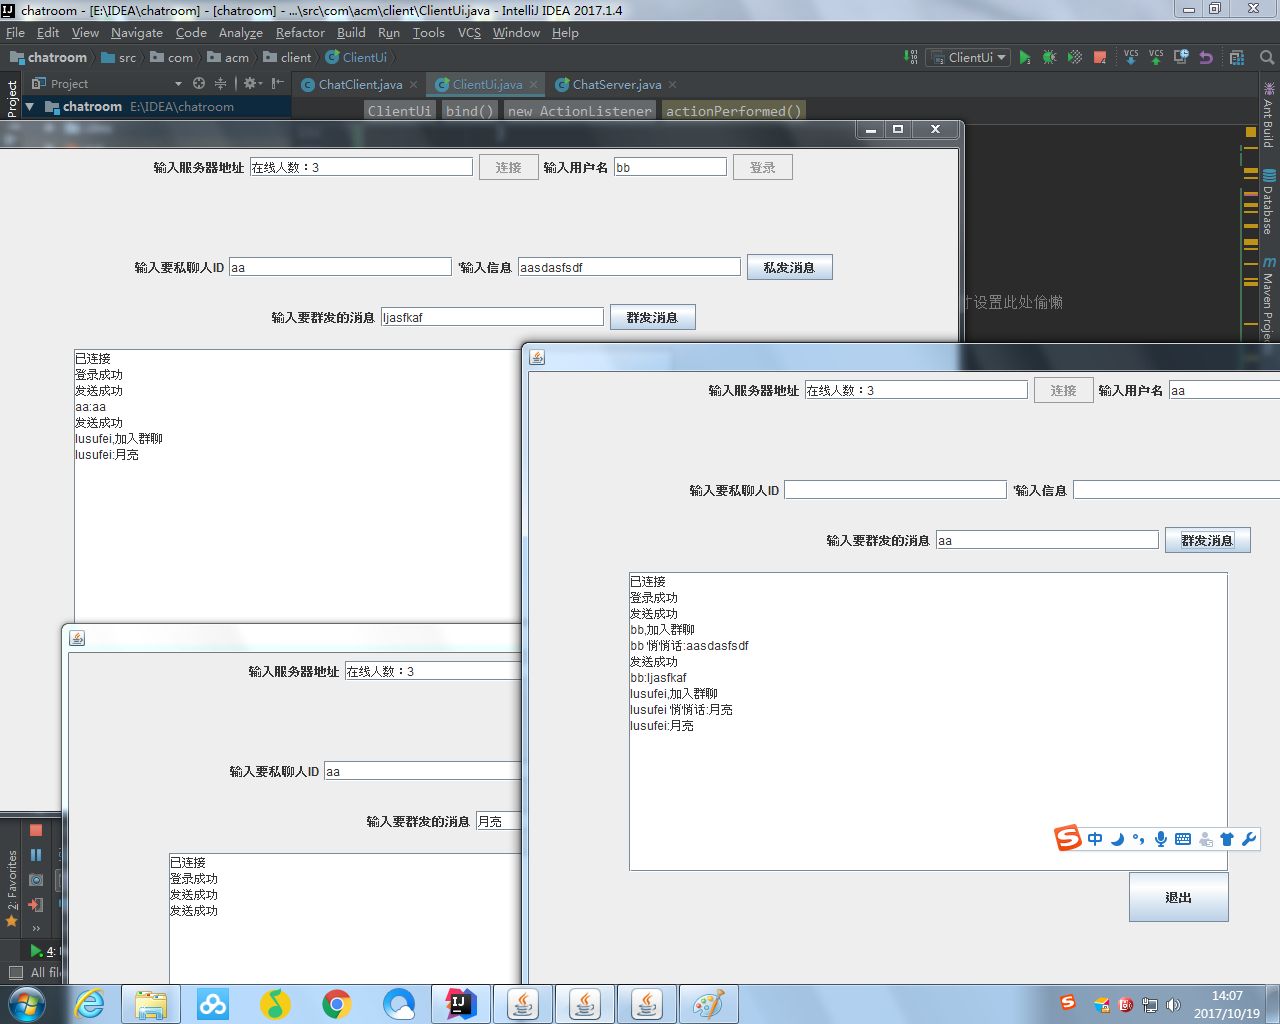 chatroom - [E:\IDEA\chatroom] - [chatroom] - ...\src\com\acm\client\ClientUi.java - IntelliJ IDEA 2017.1.4
File Edit View Navigate Code Analyze Refactor Build Run Tools VCS Window Help
chatroom src com acm client ClientUi ClientUi VCS VCS
Project ChatClient.java ClientUi.java ChatServer.java
Project
chatroom E:\IDEA\chatroom
ClientUi bind() new ActionListener actionPerformed()
Ant Build
Database
Maven Projec
设置此处偷懒
输入服务器地址 在线人数：3 连接 输入用户名 bb 登录
输入要私聊人ID aa '输入信息 aasdasfsdf 私发消息
输入要群发的消息 ljasfkaf 群发消息
已连接
登录成功
发送成功
aa:aa
发送成功
lusufei,加入群聊
lusufei:月亮
输入服务器地址 在线人数：3 连接 输入用户名 aa
输入要私聊人ID '输入信息
输入要群发的消息 aa 群发消息
已连接
登录成功
发送成功
bb,加入群聊
bb 悄悄话:aasdasfsdf
发送成功
bb:ljasfkaf
lusufei,加入群聊
lusufei 悄悄话:月亮
lusufei:月亮
中
退出
输入服务器地址 在线人数：3
输入要私聊人ID aa
输入要群发的消息 月亮
已连接
登录成功
发送成功
发送成功
2: Favorites
4:
All file
14:07
2017/10/19